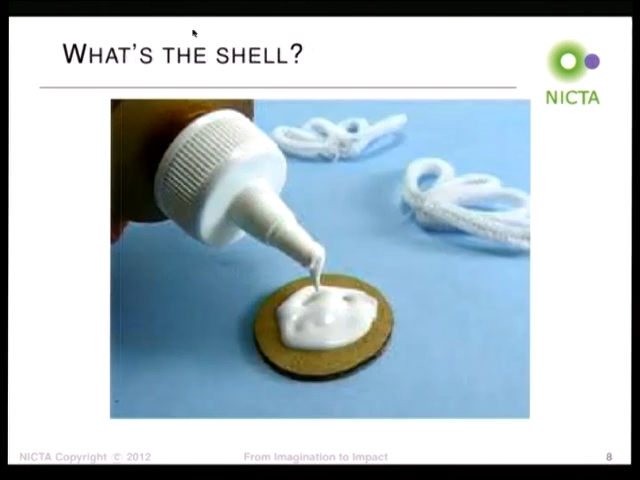 WHAT'S THE SHELL?
NICTA
NICTA Copyright © 2012
From Imagination to Impact
8